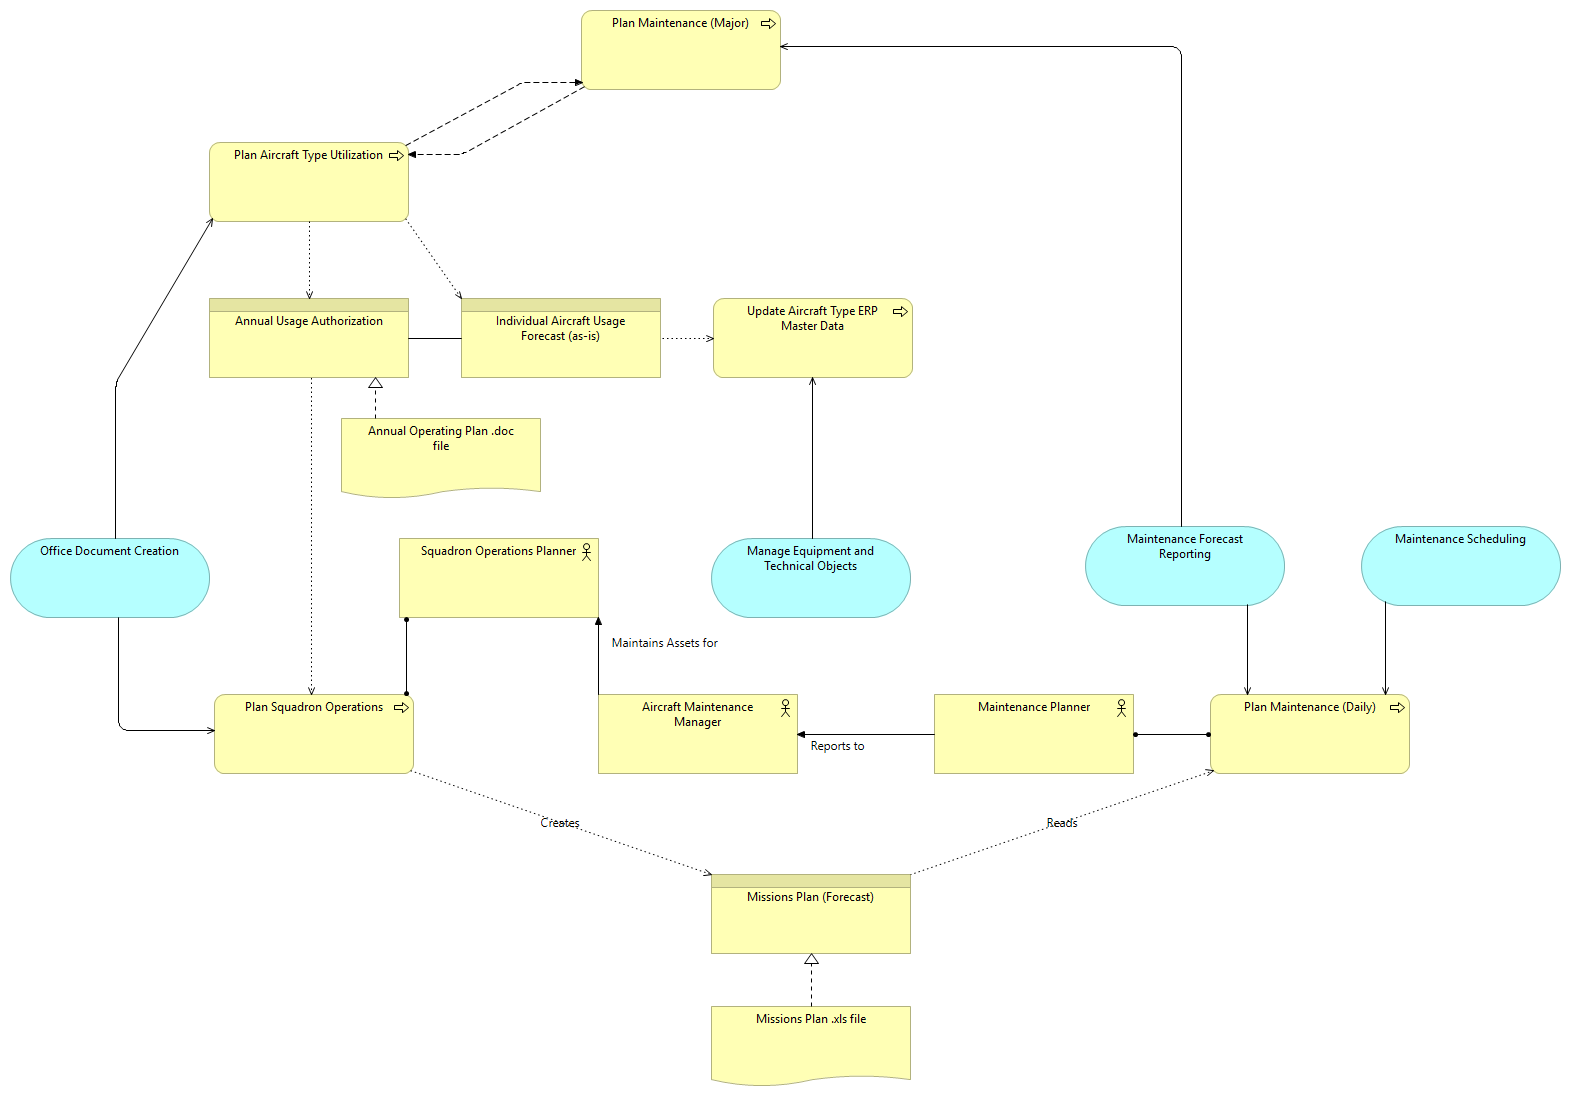 Plan Maintenance (Major)
Plan Aircraft Type Utilization
Annual Usage Authorization
Individual Aircraft Usage
Forecast (as-is)
Update Aircraft Type ERP
Master Data
Annual Operating Plan .doc
file
Office Document Creation
Squadron Operations Planner
Manage Equipment and
Technical Objects
Maintenance Forecast
Reporting
Maintenance Scheduling
Maintains Assets for
Plan Squadron Operations
Aircraft Maintenance
Manager
Reports to
Maintenance Planner
Plan Maintenance (Daily)
Creates
Reads
Missions Plan (Forecast)
Missions Plan .xls file